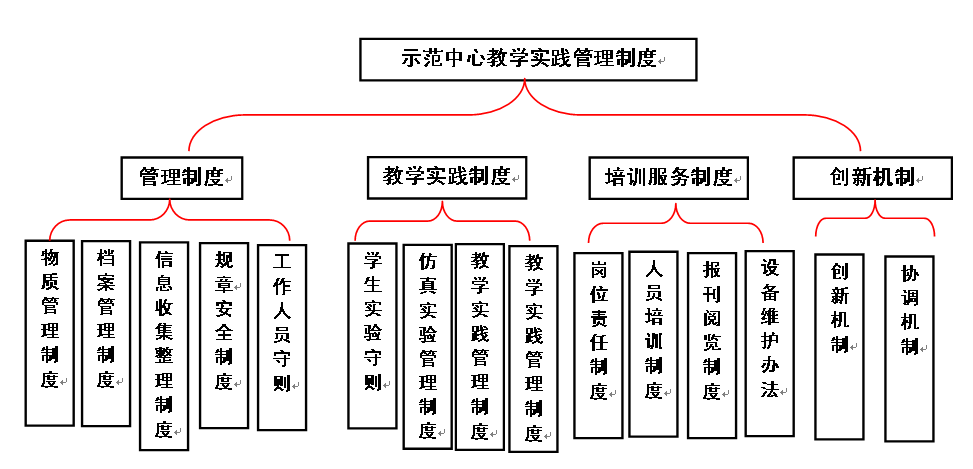 示范中心教学实践管理制度
管理制度
教学实践制度
培训服务制度
创新机制
物质管理制度
档案管理制度
信息收集整理制度
规章安全制度
工作人员守则
学生实验守则
仿真实验管理制度
教学实践管理制度
教学实践管理制度
岗位责任制度
人员培训制度
报刊阅览制度
设备维护办法
创新机制
协调机制